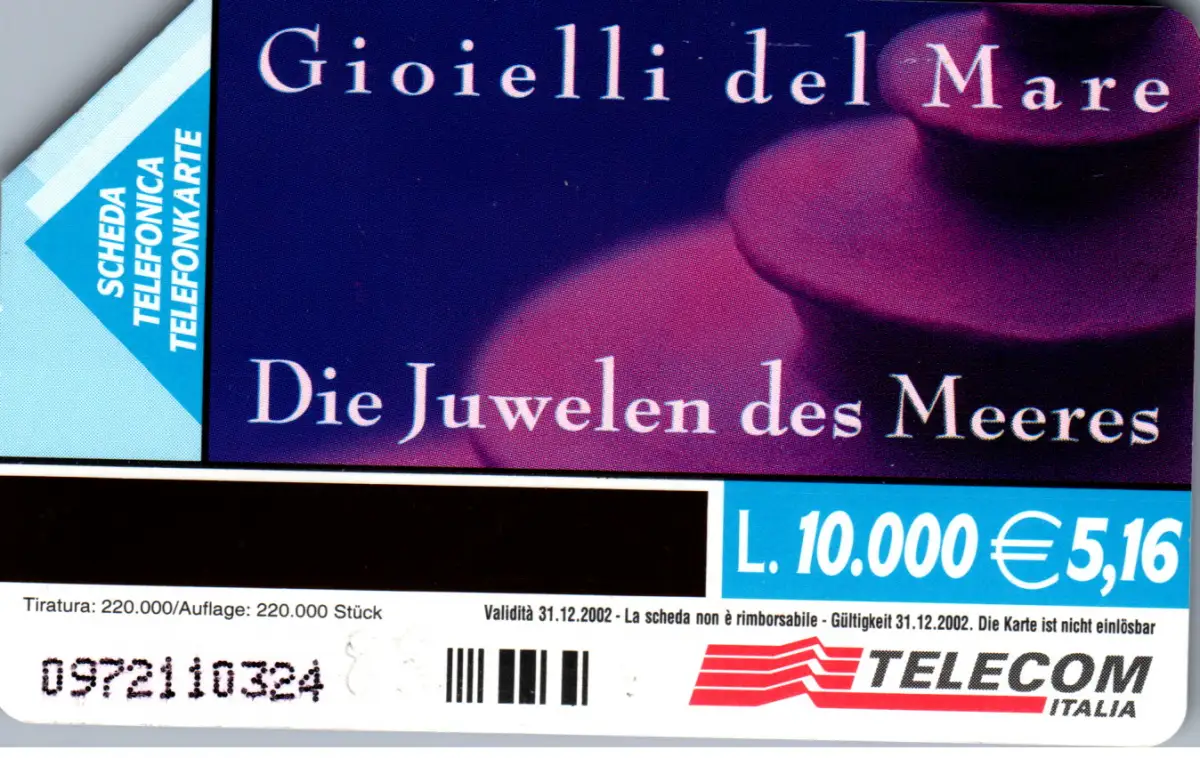 Gioielli del Mare
SCHEDA
TELEFONICA
TELEFONKARTE
Die Juwelen des Meeres
L. 10.000 € 5,16
Tiratura: 220.000/Auflage: 220.000 Stück
Validità 31.12.2002 - La scheda non è rimborsabile - Gültigkeit 31.12.2002. Die Karte ist nicht einlösbar
0972110324
TELECOM
ITALIA